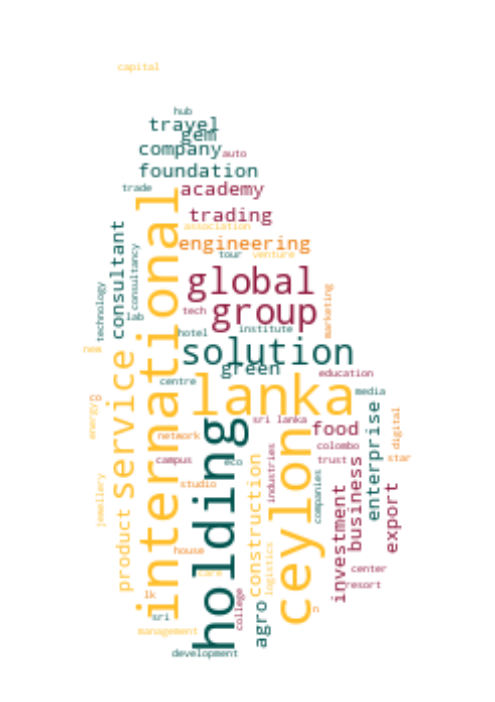 capital
hub
travel
gem
company
auto
foundation
trade
academy
trading
association
consultant
engineering
consultancy
tour
venture
international
global
technology
tech
group
marketing
lab
hotel
institute
solution
new
green
service
centre
education
lanka
media
energy
co
sri lanka
food
digital
network
holding
colombo
enterprise
campus
eco
industries
trust
star
ceylon
business
studio
construction
companies
export
jewellery
product
investment
house
logistics
care
center
resort
lk
college
agro
sri
management
development